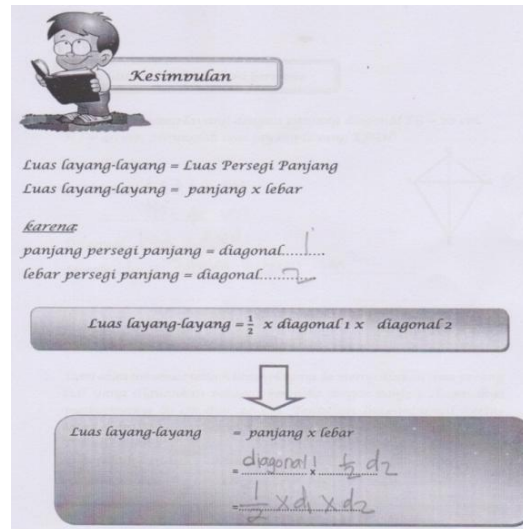 Kesimpulan
Luas layang-layang = Luas Persegi Panjang
Luas layang-layang = panjang x lebar
karena:
panjang persegi panjang = diagonal....1....
lebar persegi panjang = diagonal....2....
Luas layang-layang = 1/2 x diagonal 1 x diagonal 2
Luas layang-layang = panjang x lebar
= diagonal 1 x 1/2 d2
= 1/2 x d1 x d2